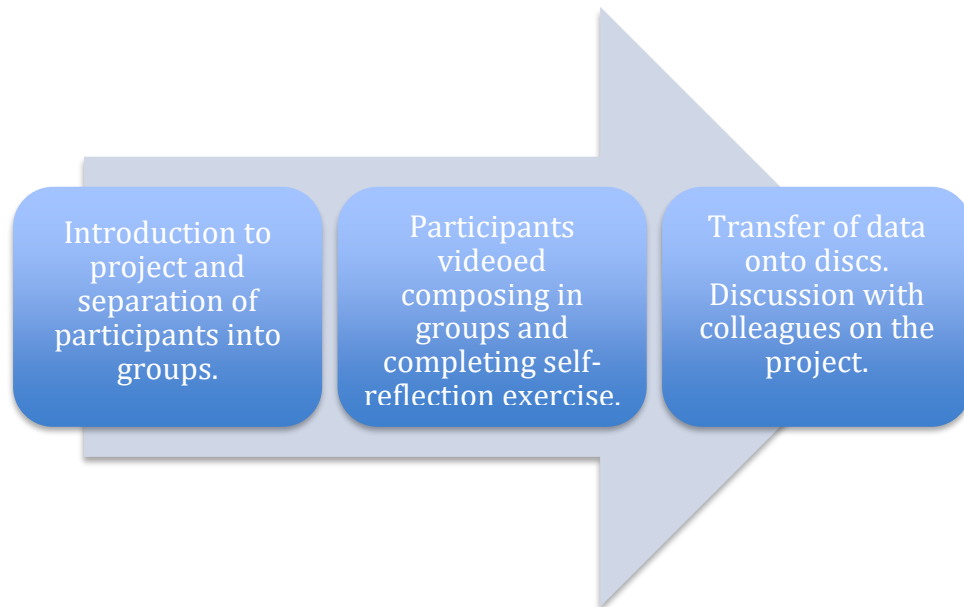 Introduction to
project and
separation of
participants into
groups.
Participants
videoed
composing in
groups and
completing self-
reflection exercise.
Transfer of data
onto discs.
Discussion with
colleagues on the
project.